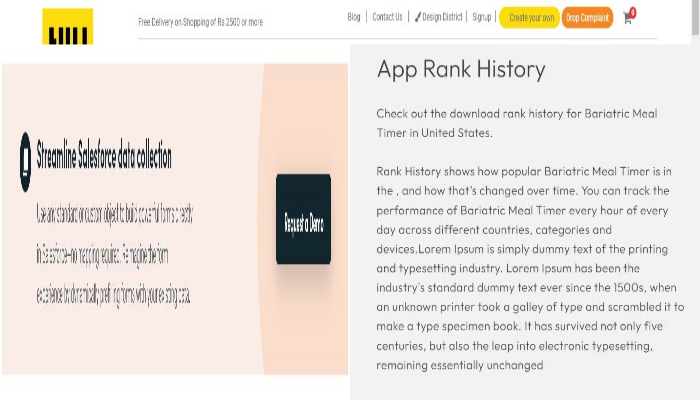 Free Delivery on Shopping of Rs 2500 or more
Blog
Contact Us
Design District
Signup
Create your own
Drop Complaint
0
Streamline Salesforce data collection
Use any standard or custom object to build powerful forms directly
in Salesforce—no mapping required. Reimagine the form
experience by dynamically prefilling forms with your existing data.
Request a Demo
App Rank History
Check out the download rank history for Bariatric Meal
Timer in United States.
Rank History shows how popular Bariatric Meal Timer is in
the , and how that's changed over time. You can track the
performance of Bariatric Meal Timer every hour of every
day across different countries, categories and
devices.Lorem Ipsum is simply dummy text of the printing
and typesetting industry. Lorem Ipsum has been the
industry's standard dummy text ever since the 1500s, when
an unknown printer took a galley of type and scrambled it to
make a type specimen book. It has survived not only five
centuries, but also the leap into electronic typesetting,
remaining essentially unchanged